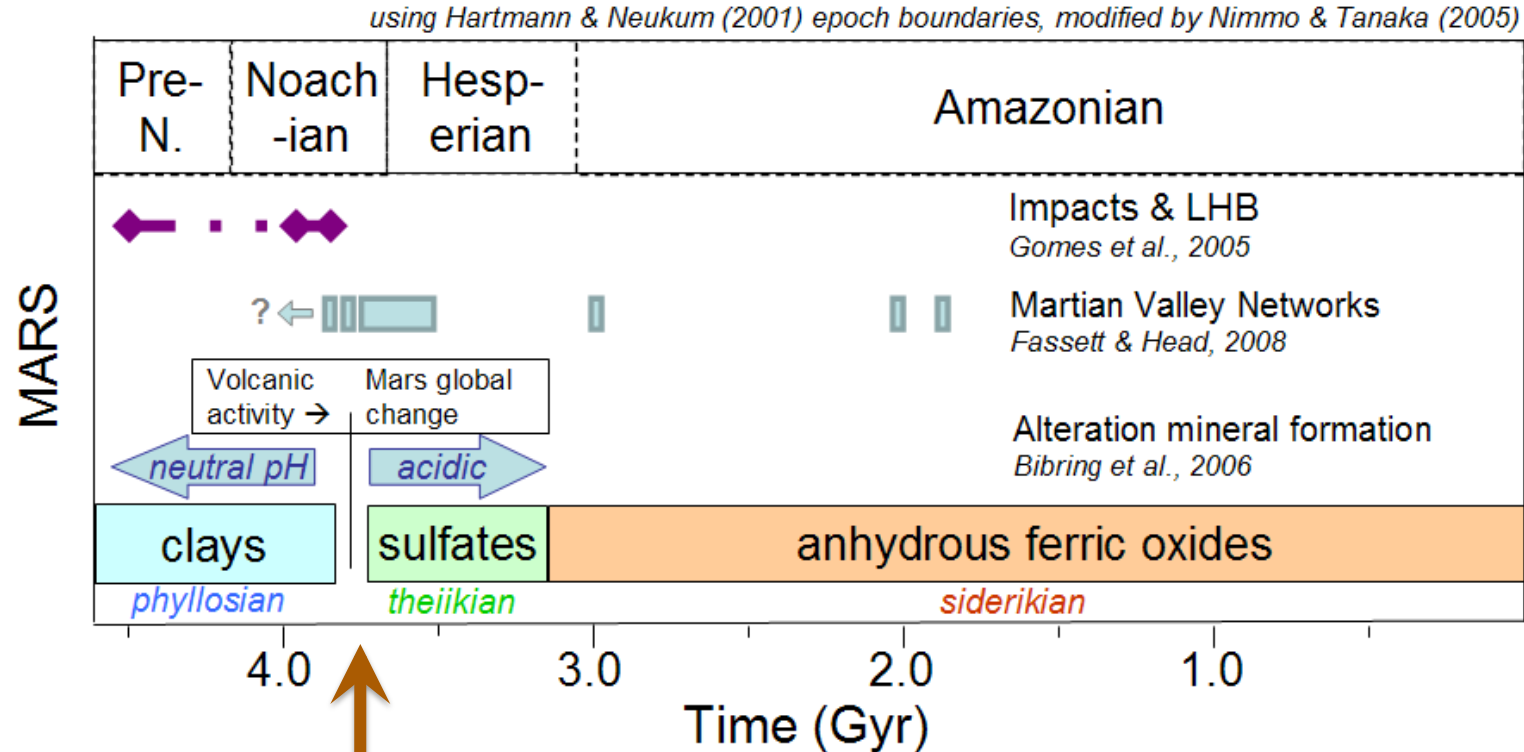 using Hartmann & Neukum (2001) epoch boundaries, modified by Nimmo & Tanaka (2005)
Pre-
N.
Noach
-ian
Hesp-
erian
Amazonian
MARS
Impacts & LHB
Gomes et al., 2005
?
Martian Valley Networks
Fassett & Head, 2008
Volcanic
activity →
Mars global
change
Alteration mineral formation
Bibring et al., 2006
neutral pH
acidic
clays
sulfates
anhydrous ferric oxides
phyllosian
theiikian
siderikian
4.0
3.0
2.0
1.0
Time (Gyr)